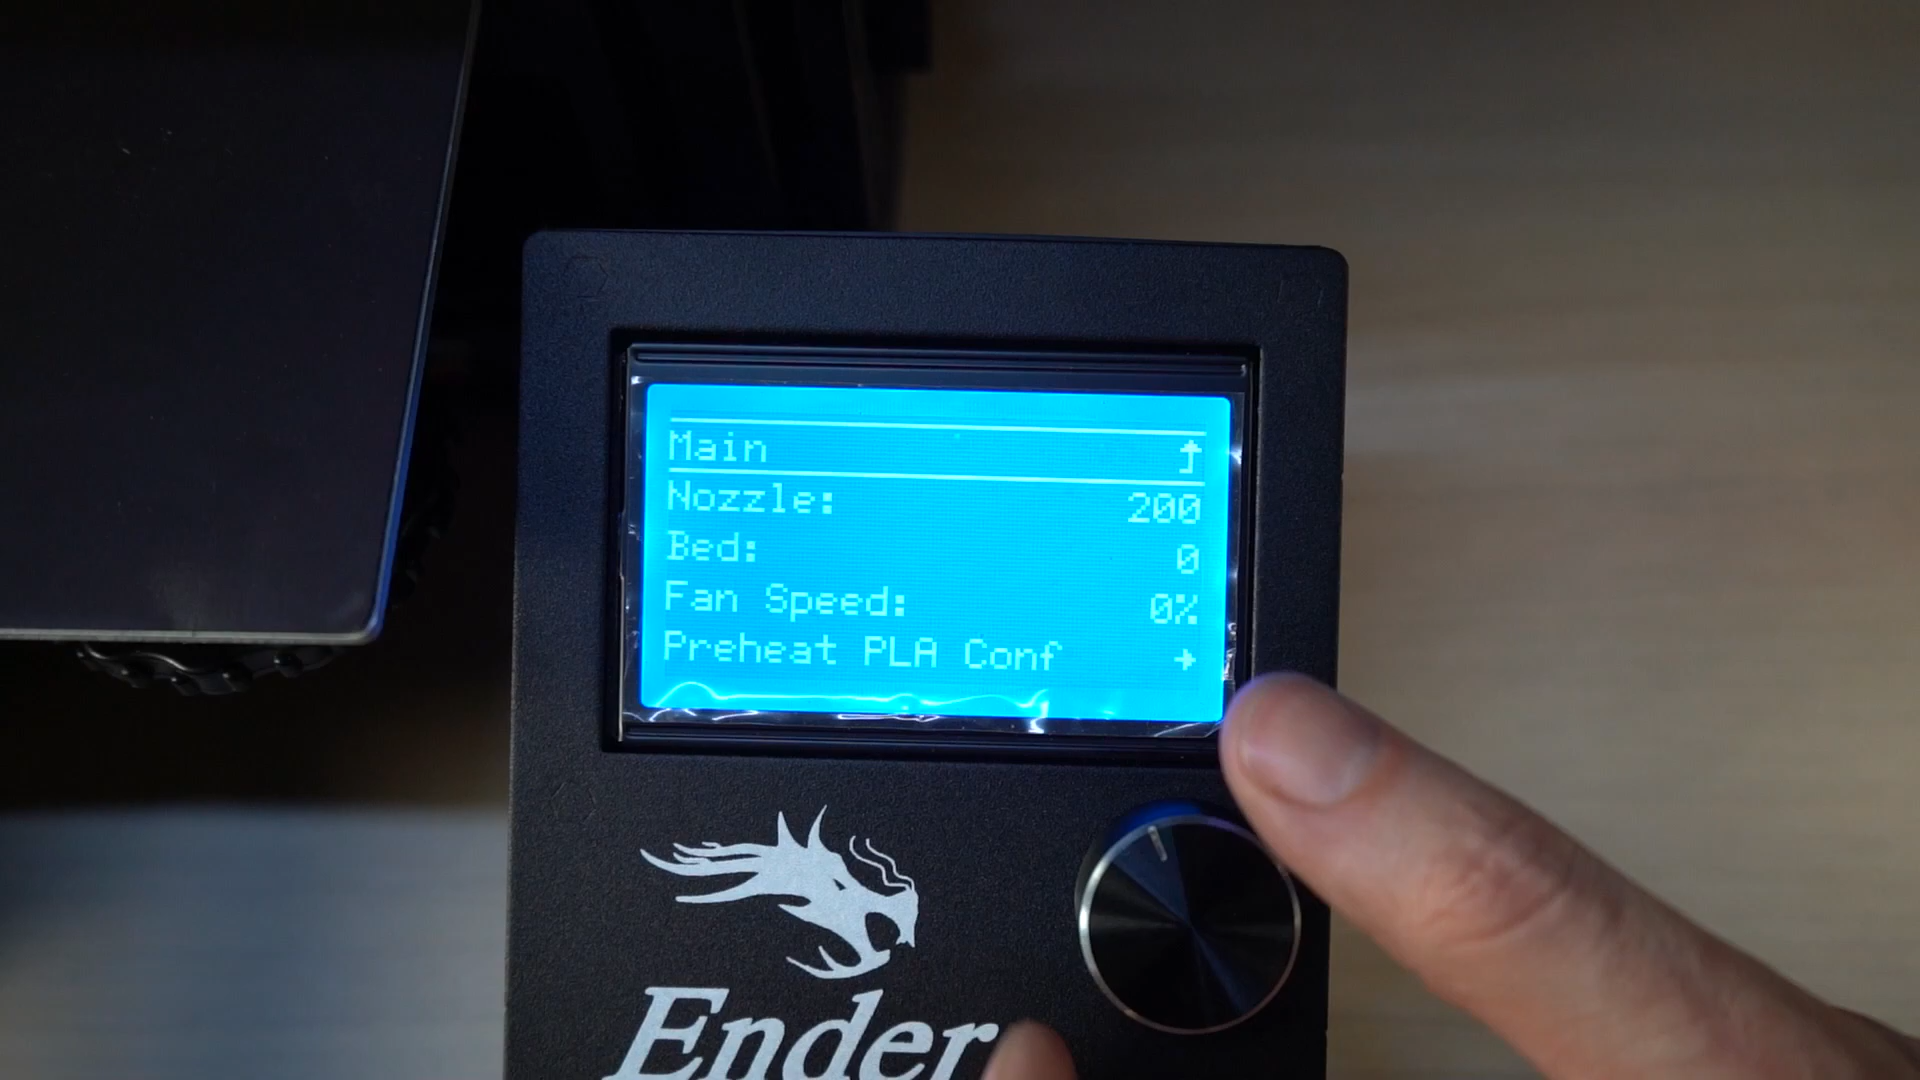 Main
Nozzle: 200
Bed: 0
Fan Speed: 0%
Preheat PLA Conf
Ender